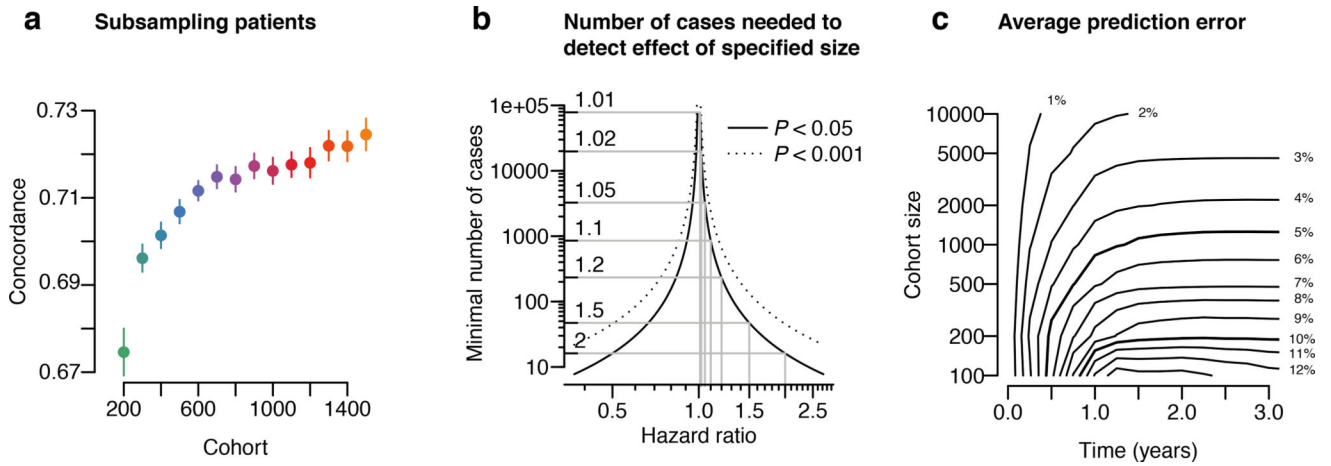 a Subsampling patients
0.73
0.71
0.69
0.67
Concordance
200 600 1000 1400
Cohort
b Number of cases needed to
detect effect of specified size
1e+05
10000
1000
100
10
Minimal number of cases
1.01
1.02
1.05
1.1
1.2
1.5
2
P < 0.05
P < 0.001
0.5 1.0 1.5 2.5
Hazard ratio
c Average prediction error
10000
5000
2000
1000
500
200
100
Cohort size
1%
2%
3%
4%
5%
6%
7%
8%
9%
10%
11%
12%
0.0 1.0 2.0 3.0
Time (years)